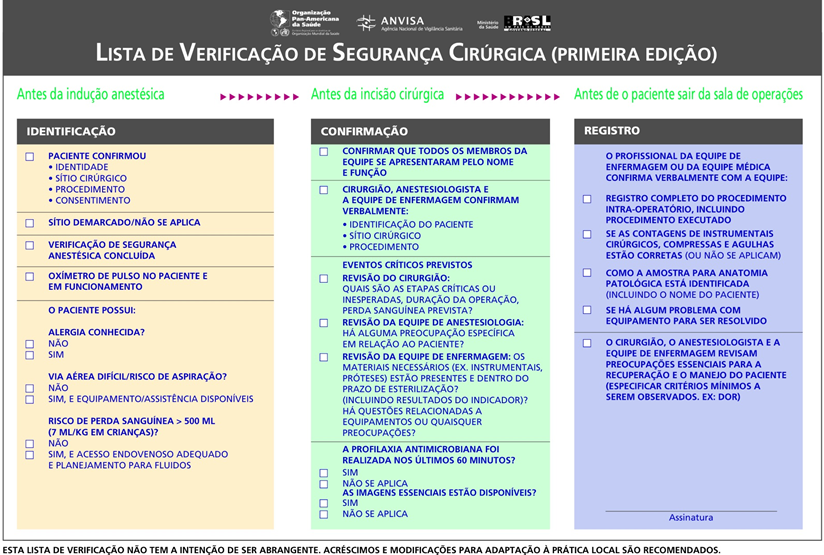 Organização
Pan-Americana
da Saúde
ANVISA
Agência Nacional de Vigilância Sanitária
Ministério
da Saúde
LISTA DE VERIFICAÇÃO DE SEGURANÇA CIRÚRGICA (PRIMEIRA EDIÇÃO)
Antes da indução anestésica
Antes da incisão cirúrgica
Antes de o paciente sair da sala de operações
IDENTIFICAÇÃO
PACIENTE CONFIRMOU
• IDENTIDADE
• SÍTIO CIRÚRGICO
• PROCEDIMENTO
• CONSENTIMENTO
SÍTIO DEMARCADO/NÃO SE APLICA
VERIFICAÇÃO DE SEGURANÇA
ANESTÉSICA CONCLUÍDA
OXÍMETRO DE PULSO NO PACIENTE E
EM FUNCIONAMENTO
O PACIENTE POSSUI:
ALERGIA CONHECIDA?
NÃO
SIM
VIA AÉREA DIFÍCIL/RISCO DE ASPIRAÇÃO?
NÃO
SIM, E EQUIPAMENTO/ASSISTÊNCIA DISPONÍVEIS
RISCO DE PERDA SANGUÍNEA > 500 ML
(7 ML/KG EM CRIANÇAS)?
NÃO
SIM, E ACESSO ENDOVENOSO ADEQUADO
E PLANEJAMENTO PARA FLUIDOS
CONFIRMAÇÃO
CONFIRMAR QUE TODOS OS MEMBROS DA
EQUIPE SE APRESENTARAM PELO NOME
E FUNÇÃO
CIRURGIÃO, ANESTESIOLOGISTA E
A EQUIPE DE ENFERMAGEM CONFIRMAM
VERBALMENTE:
• IDENTIFICAÇÃO DO PACIENTE
• SÍTIO CIRÚRGICO
• PROCEDIMENTO
EVENTOS CRÍTICOS PREVISTOS
REVISÃO DO CIRURGIÃO:
QUAIS SÃO AS ETAPAS CRÍTICAS OU
INESPERADAS, DURAÇÃO DA OPERAÇÃO,
PERDA SANGUÍNEA PREVISTA?
REVISÃO DA EQUIPE DE ANESTESIOLOGIA:
HÁ ALGUMA PREOCUPAÇÃO ESPECÍFICA
EM RELAÇÃO AO PACIENTE?
REVISÃO DA EQUIPE DE ENFERMAGEM: OS
MATERIAIS NECESSÁRIOS (EX. INSTRUMENTAIS,
PRÓTESES) ESTÃO PRESENTES E DENTRO DO
PRAZO DE ESTERILIZAÇÃO?
(INCLUINDO RESULTADOS DO INDICADOR)?
HÁ QUESTÕES RELACIONADAS A
EQUIPAMENTOS OU QUAISQUER
PREOCUPAÇÕES?
A PROFILAXIA ANTIMICROBIANA FOI
REALIZADA NOS ÚLTIMOS 60 MINUTOS?
SIM
NÃO SE APLICA
AS IMAGENS ESSENCIAIS ESTÃO DISPONÍVEIS?
SIM
NÃO SE APLICA
REGISTRO
O PROFISSIONAL DA EQUIPE DE
ENFERMAGEM OU DA EQUIPE MÉDICA
CONFIRMA VERBALMENTE COM A EQUIPE:
REGISTRO COMPLETO DO PROCEDIMENTO
INTRA-OPERATÓRIO, INCLUINDO
PROCEDIMENTO EXECUTADO
SE AS CONTAGENS DE INSTRUMENTAIS
CIRÚRGICOS, COMPRESSAS E AGULHAS
ESTÃO CORRETAS (OU NÃO SE APLICAM)
COMO A AMOSTRA PARA ANATOMIA
PATOLÓGICA ESTÁ IDENTIFICADA
(INCLUINDO O NOME DO PACIENTE)
SE HÁ ALGUM PROBLEMA COM
EQUIPAMENTO PARA SER RESOLVIDO
O CIRURGIÃO, O ANESTESIOLOGISTA E A
EQUIPE DE ENFERMAGEM REVISAM
PREOCUPAÇÕES ESSENCIAIS PARA A
RECUPERAÇÃO E O MANEJO DO PACIENTE
(ESPECIFICAR CRITÉRIOS MÍNIMOS A
SEREM OBSERVADOS. EX: DOR)
Assinatura
ESTA LISTA DE VERIFICAÇÃO NÃO TEM A INTENÇÃO DE SER ABRANGENTE. ACRÉSCIMOS E MODIFICAÇÕES PARA ADAPTAÇÃO À PRÁTICA LOCAL SÃO RECOMENDADOS.